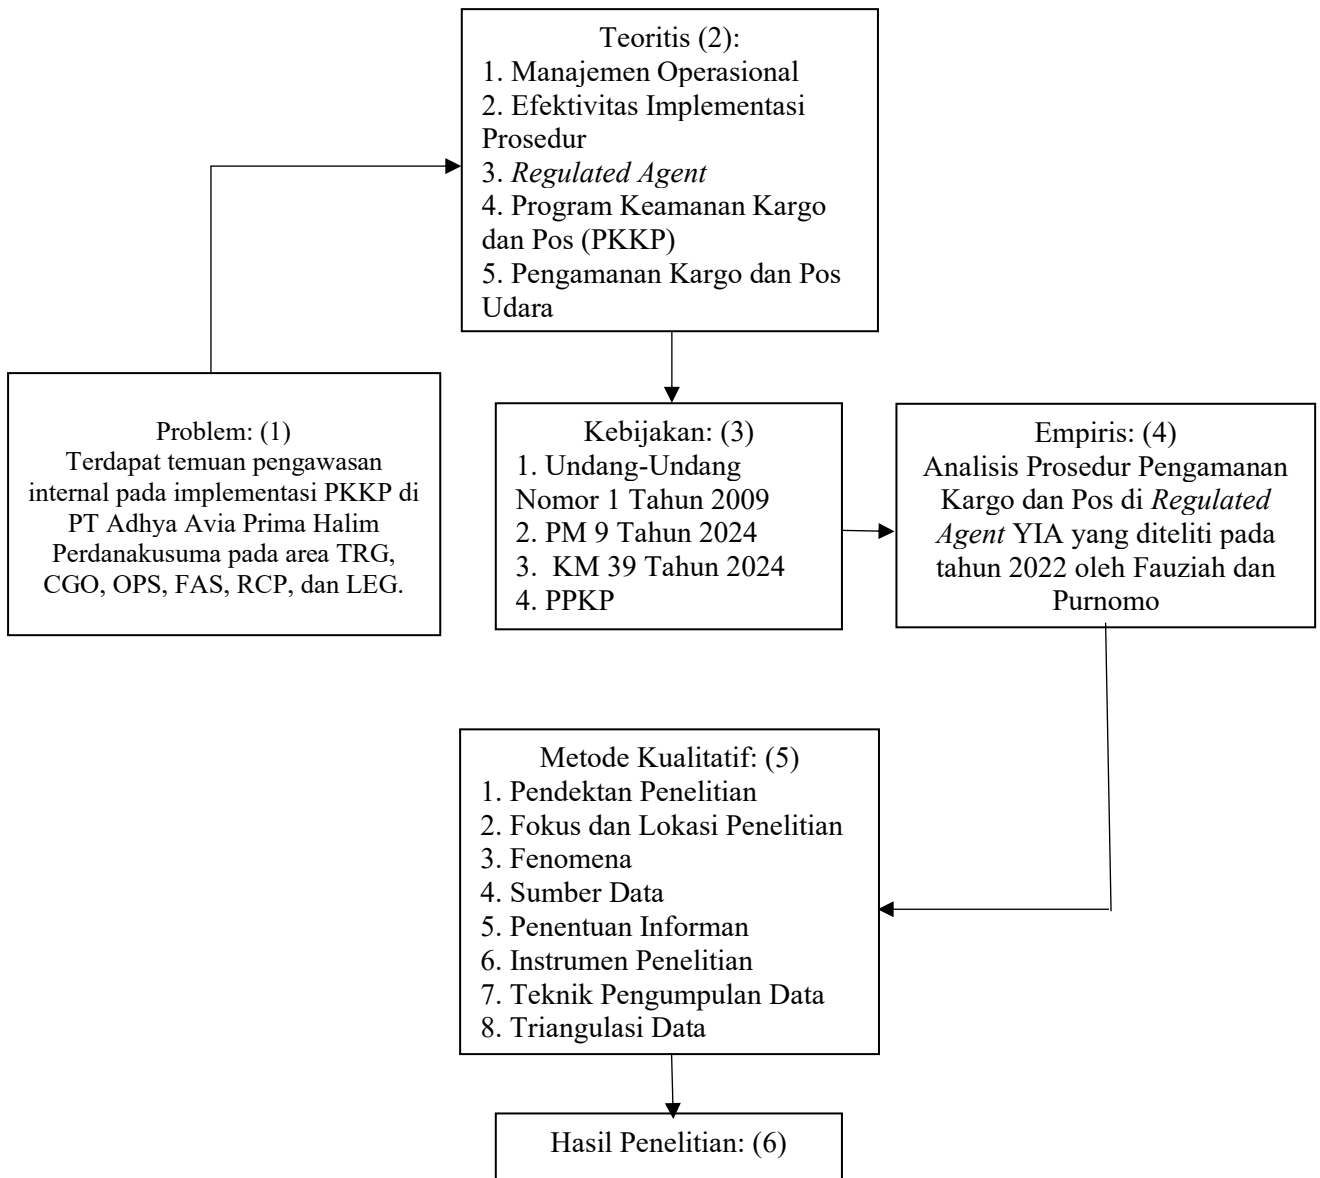 Problem: (1)
Terdapat temuan pengawasan
internal pada implementasi PKKP di
PT Adhya Avia Prima Halim
Perdanakusuma pada area TRG,
CGO, OPS, FAS, RCP, dan LEG.
Teoritis (2):
1. Manajemen Operasional
2. Efektivitas Implementasi
Prosedur
3. Regulated Agent
4. Program Keamanan Kargo
dan Pos (PKKP)
5. Pengamanan Kargo dan Pos
Udara
Kebijakan: (3)
1. Undang-Undang
Nomor 1 Tahun 2009
2. PM 9 Tahun 2024
3. KM 39 Tahun 2024
4. PPKP
Empiris: (4)
Analisis Prosedur Pengamanan
Kargo dan Pos di Regulated
Agent YIA yang diteliti pada
tahun 2022 oleh Fauziah dan
Purnomo
Metode Kualitatif: (5)
1. Pendektan Penelitian
2. Fokus dan Lokasi Penelitian
3. Fenomena
4. Sumber Data
5. Penentuan Informan
6. Instrumen Penelitian
7. Teknik Pengumpulan Data
8. Triangulasi Data
Hasil Penelitian: (6)